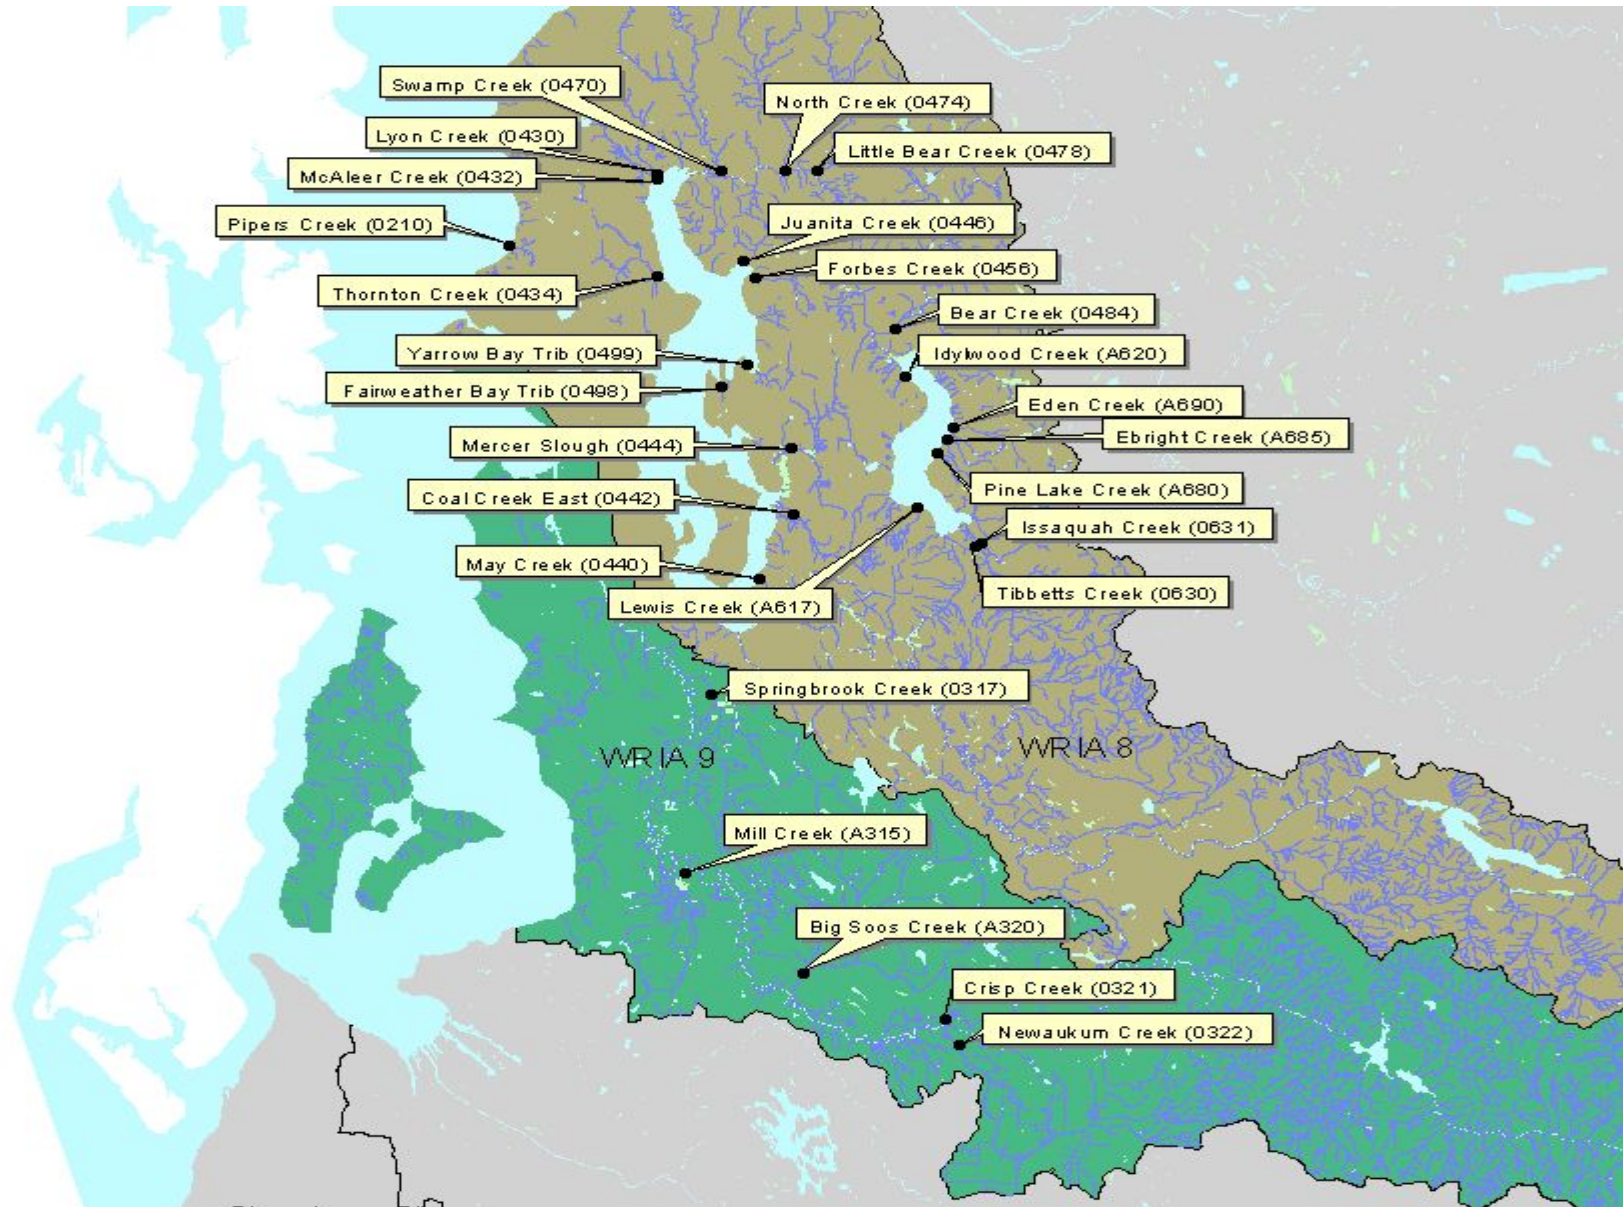 Swamp Creek (0470)
North Creek (0474)
Lyon Creek (0430)
Little Bear Creek (0478)
McAleer Creek (0432)
Pipers Creek (0210)
Juanita Creek (0446)
Forbes Creek (0456)
Thornton Creek (0434)
Bear Creek (0484)
Yarrow Bay Trib (0499)
Idylwood Creek (A620)
Fairweather Bay Trib (0498)
Eden Creek (A690)
Ebright Creek (A685)
Mercer Slough (0444)
Pine Lake Creek (A680)
Coal Creek East (0442)
Issaquah Creek (0631)
May Creek (0440)
Tibbetts Creek (0630)
Lewis Creek (A617)
Springbrook Creek (0317)
WRIA 9
WRIA 8
Mill Creek (A315)
Big Soos Creek (A320)
Crisp Creek (0321)
Newaukum Creek (0322)